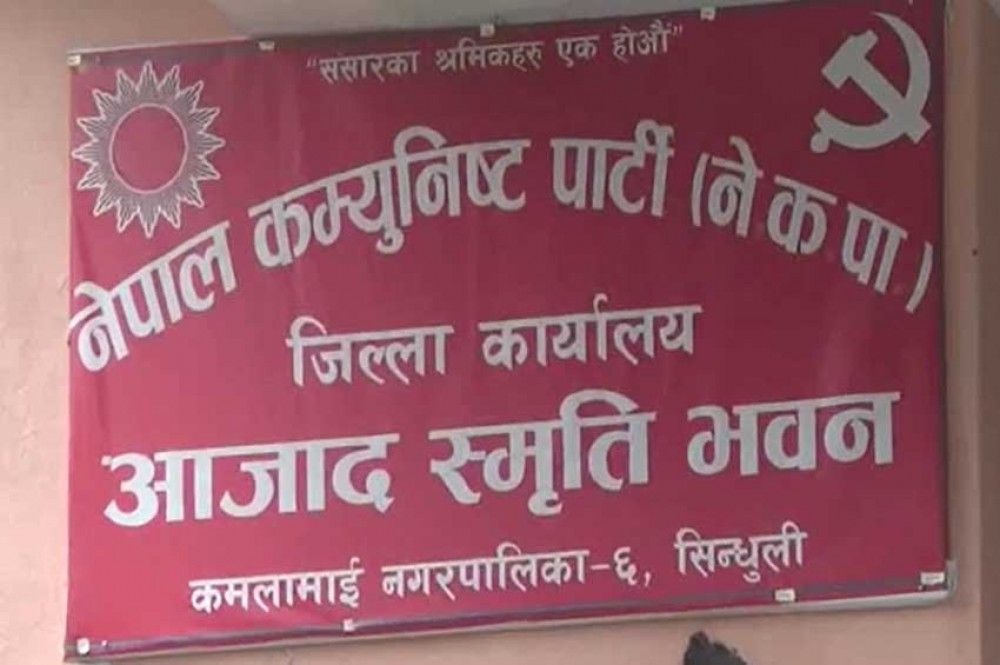 "संसारका श्रमिकहरु एक होऔं"
नेपाल कम्युनिष्ट पार्टी (ने क पा)
जिल्ला कार्यालय
आजाद स्मृति भवन
कमलामाई नगरपालिका-६, सिन्धुली